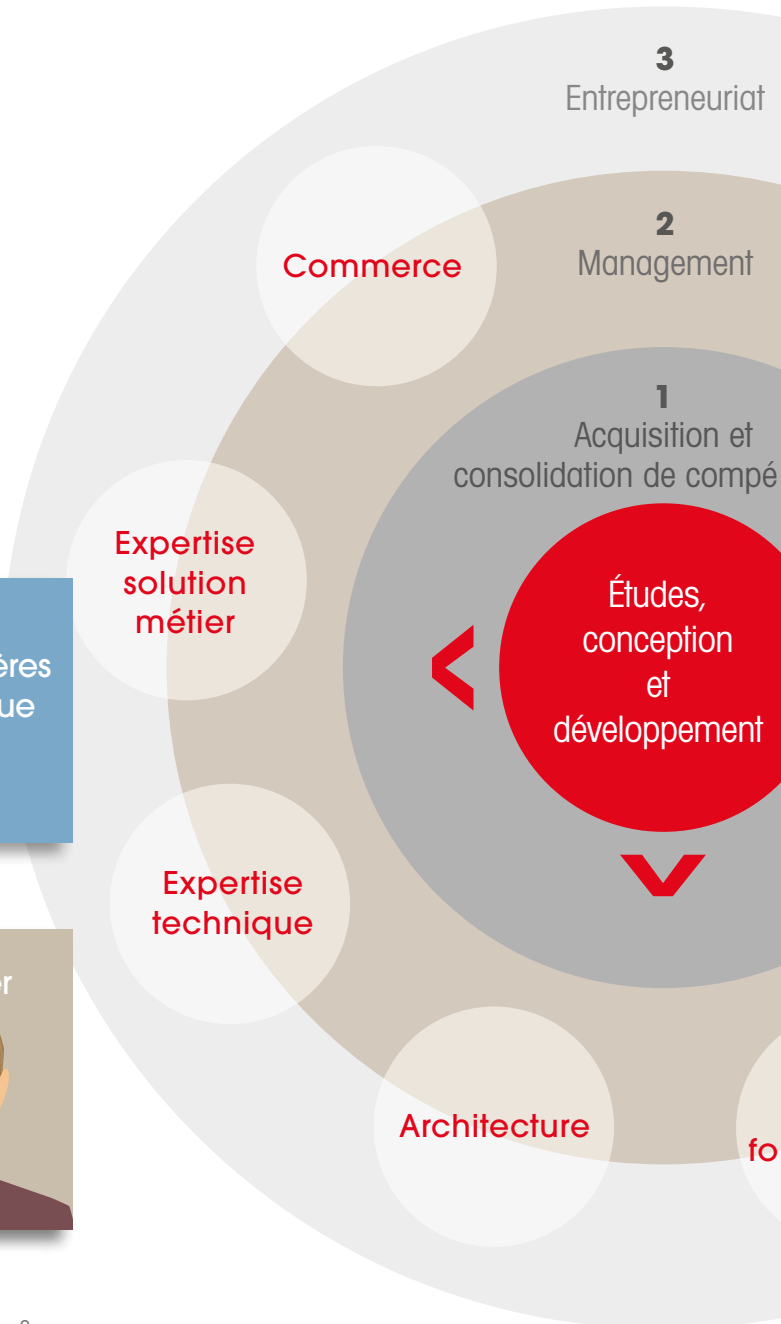 3
Entrepreneuriat
2
Management
Commerce
1
Acquisition et
consolidation de compé
Études,
conception
et
développement
Expertise
solution
métier
ères
ue
Expertise
technique
er
Architecture
fo